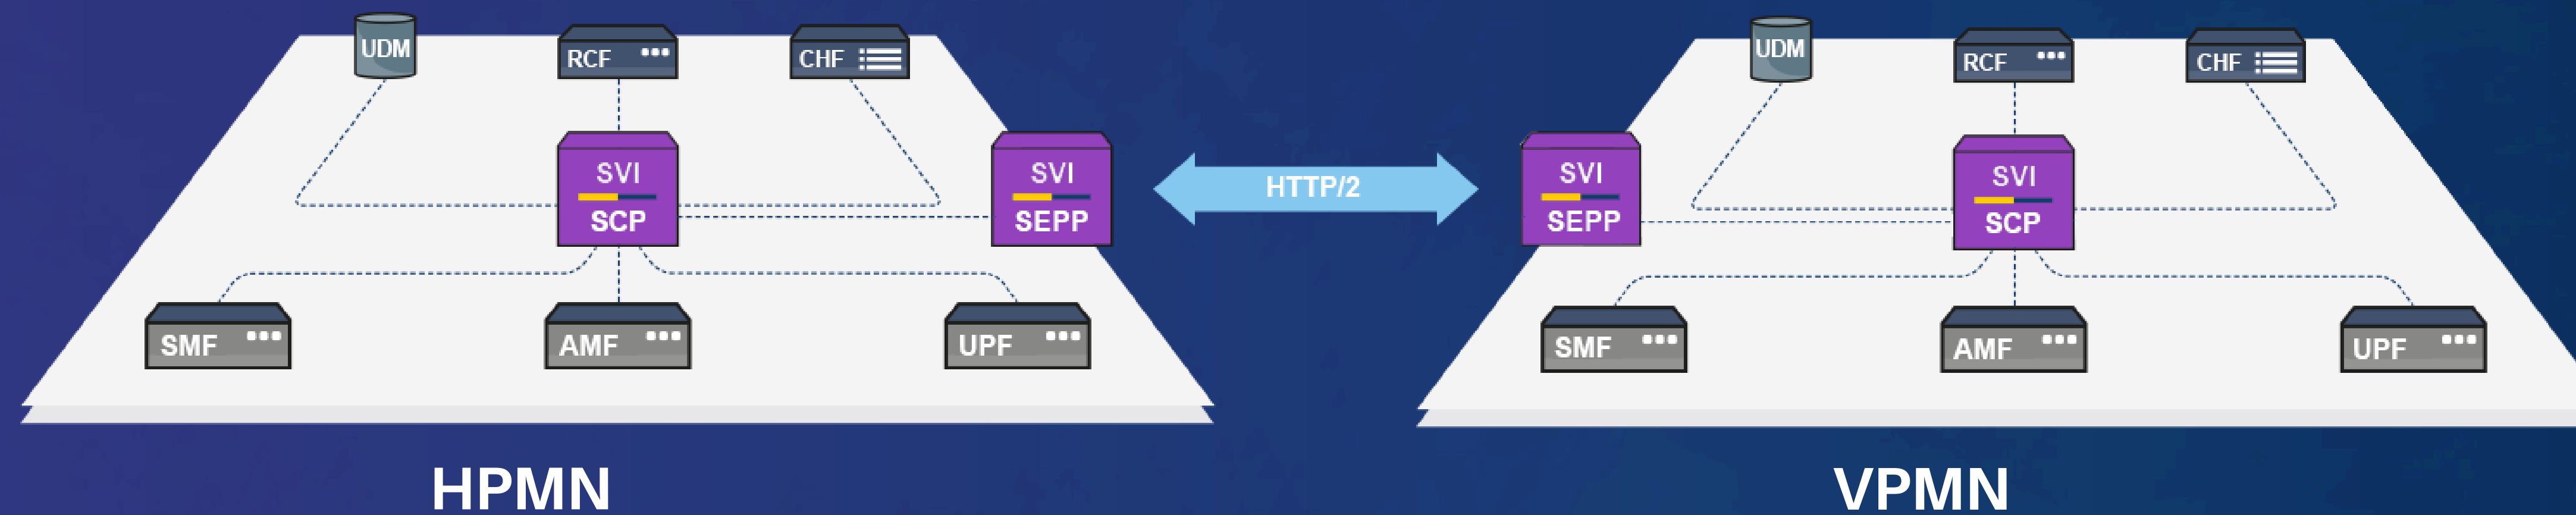 UDM
RCF
CHF
SVI
SCP
SVI
SEPP
SMF
AMF
UPF
HPMN
HTTP/2
UDM
RCF
CHF
SVI
SEPP
SVI
SCP
SMF
AMF
UPF
VPMN